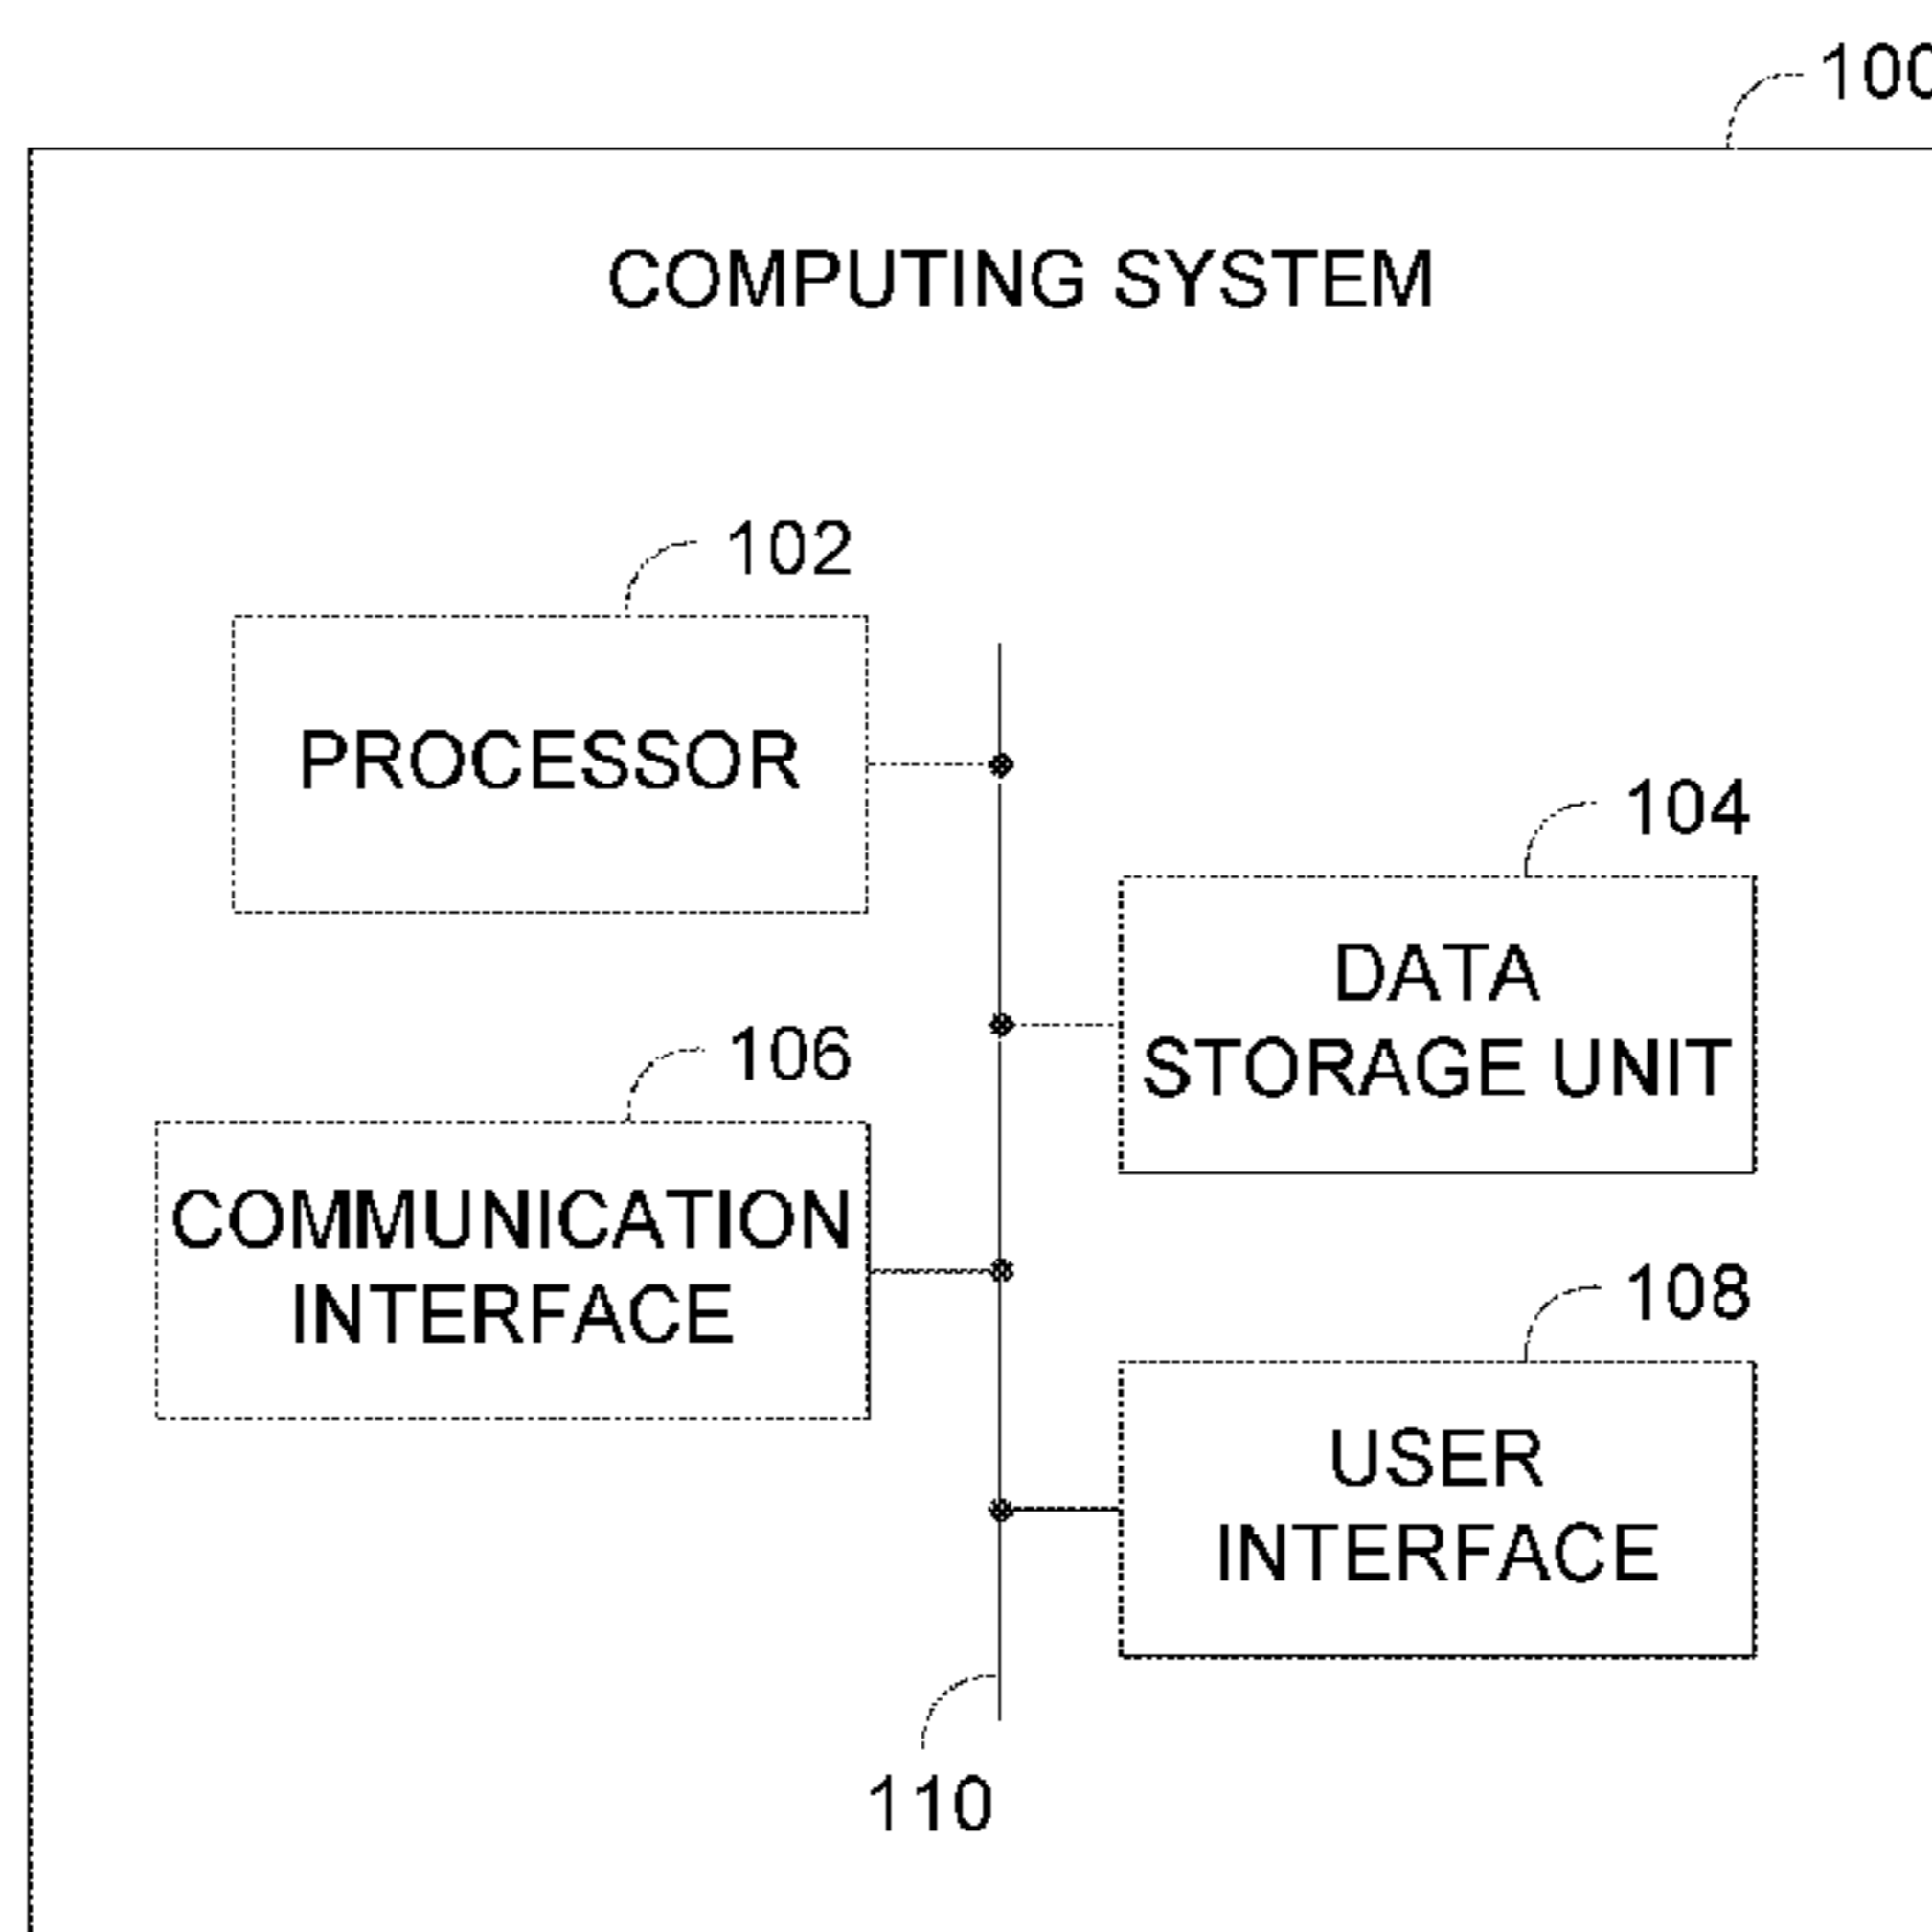 100
COMPUTING SYSTEM
102
PROCESSOR
104
DATA
STORAGE UNIT
106
COMMUNICATION
INTERFACE
108
USER
INTERFACE
110